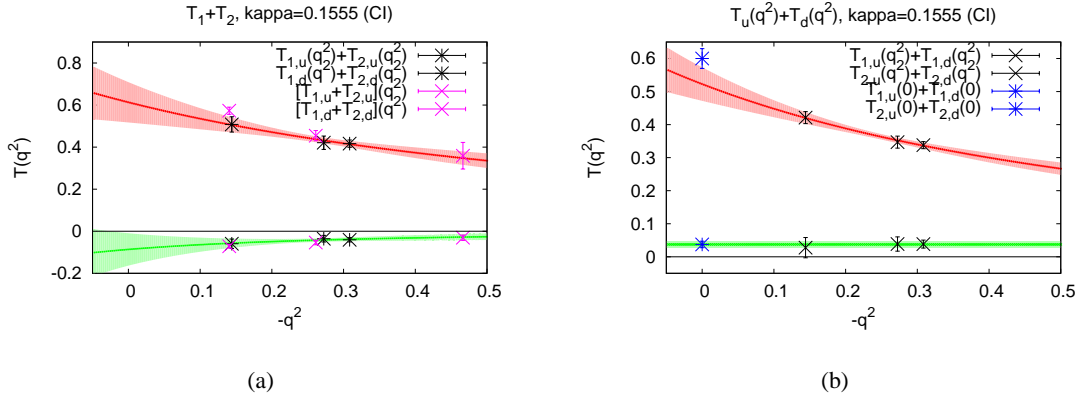 T1+T2, kappa=0.1555 (CI)
T1,u(q2)+T2,u(q2)
T1,d(q2)+T2,d(q2)
[T1,u+T2,u](q2)
[T1,d+T2,d](q2)
0.8
0.6
0.4
0.2
0
-0.2
T(q2)
0 0.1 0.2 0.3 0.4 0.5
-q2
(a)
Tu(q2)+Td(q2), kappa=0.1555 (CI)
T1,u(q2)+T1,d(q2)
T2,u(q2)+T2,d(q2)
T1,u(0)+T1,d(0)
T2,u(0)+T2,d(0)
0.6
0.5
0.4
0.3
0.2
0.1
0
T(q2)
0 0.1 0.2 0.3 0.4 0.5
-q2
(b)